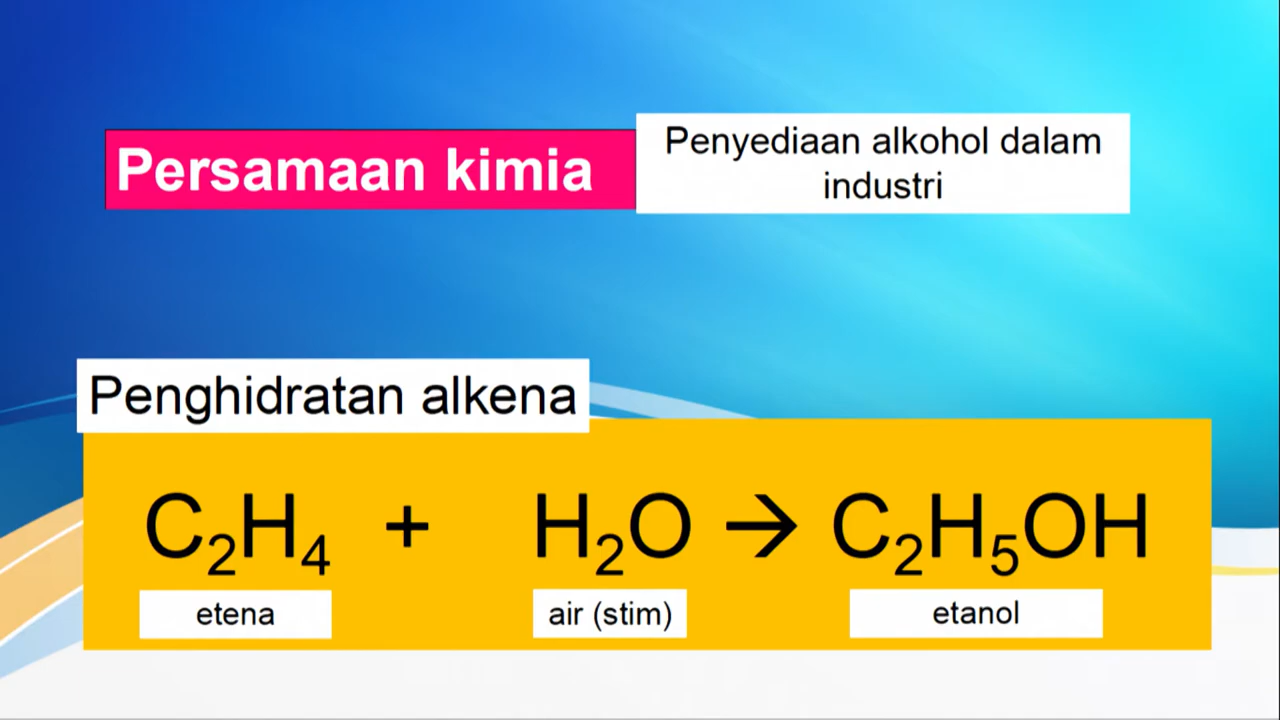 Persamaan kimia
Penyediaan alkohol dalam
industri
Penghidratan alkena
C₂H₄ + H₂O → C₂H₅OH
etena air (stim) etanol